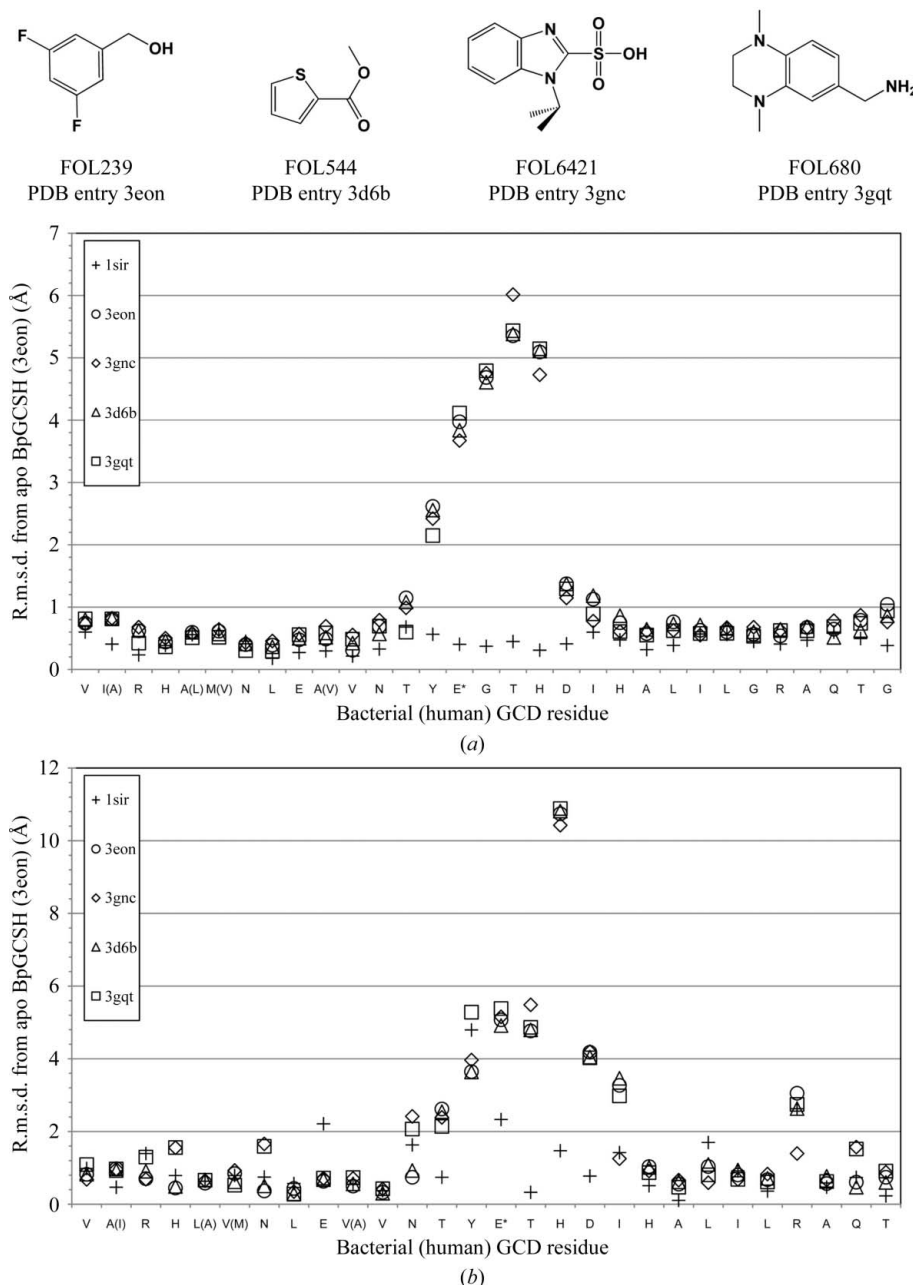 F
OH
F
S
O
O
N
N
O
S
OH
O
N
N
NH2
FOL239
PDB entry 3eon
FOL544
PDB entry 3d6b
FOL6421
PDB entry 3gnc
FOL680
PDB entry 3gqt
R.m.s.d. from apo BpGCSH (3eon) (Å)
7
6
5
4
3
2
1
0
1sir
3eon
3gnc
3d6b
3gqt
V I(A) R H A(L) M(V) N L E A(V) V N T Y E* G T H D I H A L I L G R A Q T G
Bacterial (human) GCD residue
(a)
R.m.s.d. from apo BpGCSH (3eon) (Å)
12
10
8
6
4
2
0
1sir
3eon
3gnc
3d6b
3gqt
V A(I) R H L(A) V(M) N L E V(A) V N T Y E* T H D I H A L I L R A Q T
Bacterial (human) GCD residue
(b)